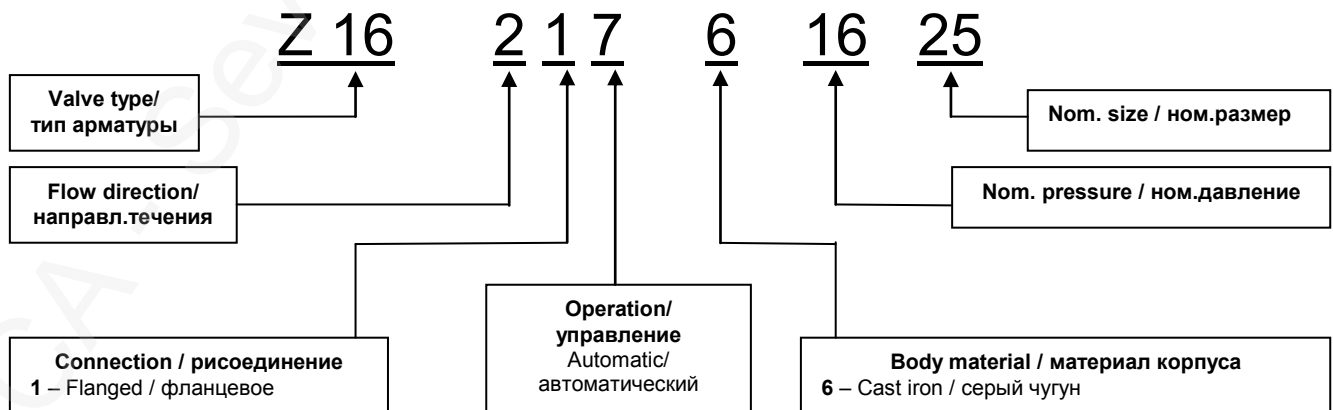 Z 16 2 1 7 6 16 25
Valve type/
тип арматуры
Nom. size / ном.размер
Flow direction/
направл.течения
Nom. pressure / ном.давление
Connection / рисоединение
1 – Flanged / фланцевое
Operation/
управление
Automatic/
автоматический
Body material / материал корпуса
6 – Cast iron / серый чугун